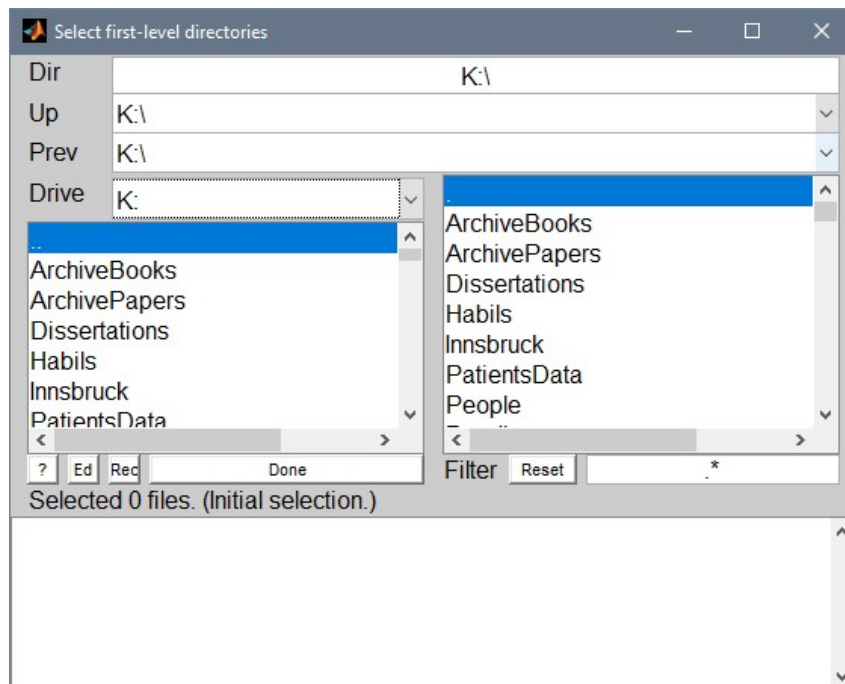 Select first-level directories
Dir K:\
Up K:\
Prev K:\
Drive K:
..
ArchiveBooks
ArchivePapers
Dissertations
Habils
Innsbruck
PatientsData
.
ArchiveBooks
ArchivePapers
Dissertations
Habils
Innsbruck
PatientsData
People
? Ed Rec Done
Filter Reset .*
Selected 0 files. (Initial selection.)